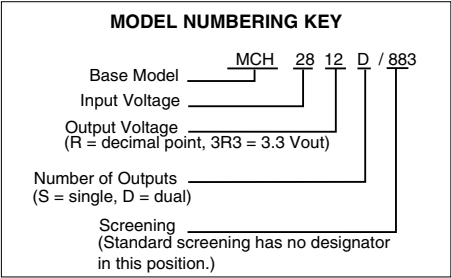 MODEL NUMBERING KEY
MCH 28 12 D / 883
Base Model
Input Voltage
Output Voltage
(R = decimal point, 3R3 = 3.3 Vout)
Number of Outputs
(S = single, D = dual)
Screening
(Standard screening has no designator
in this position.)